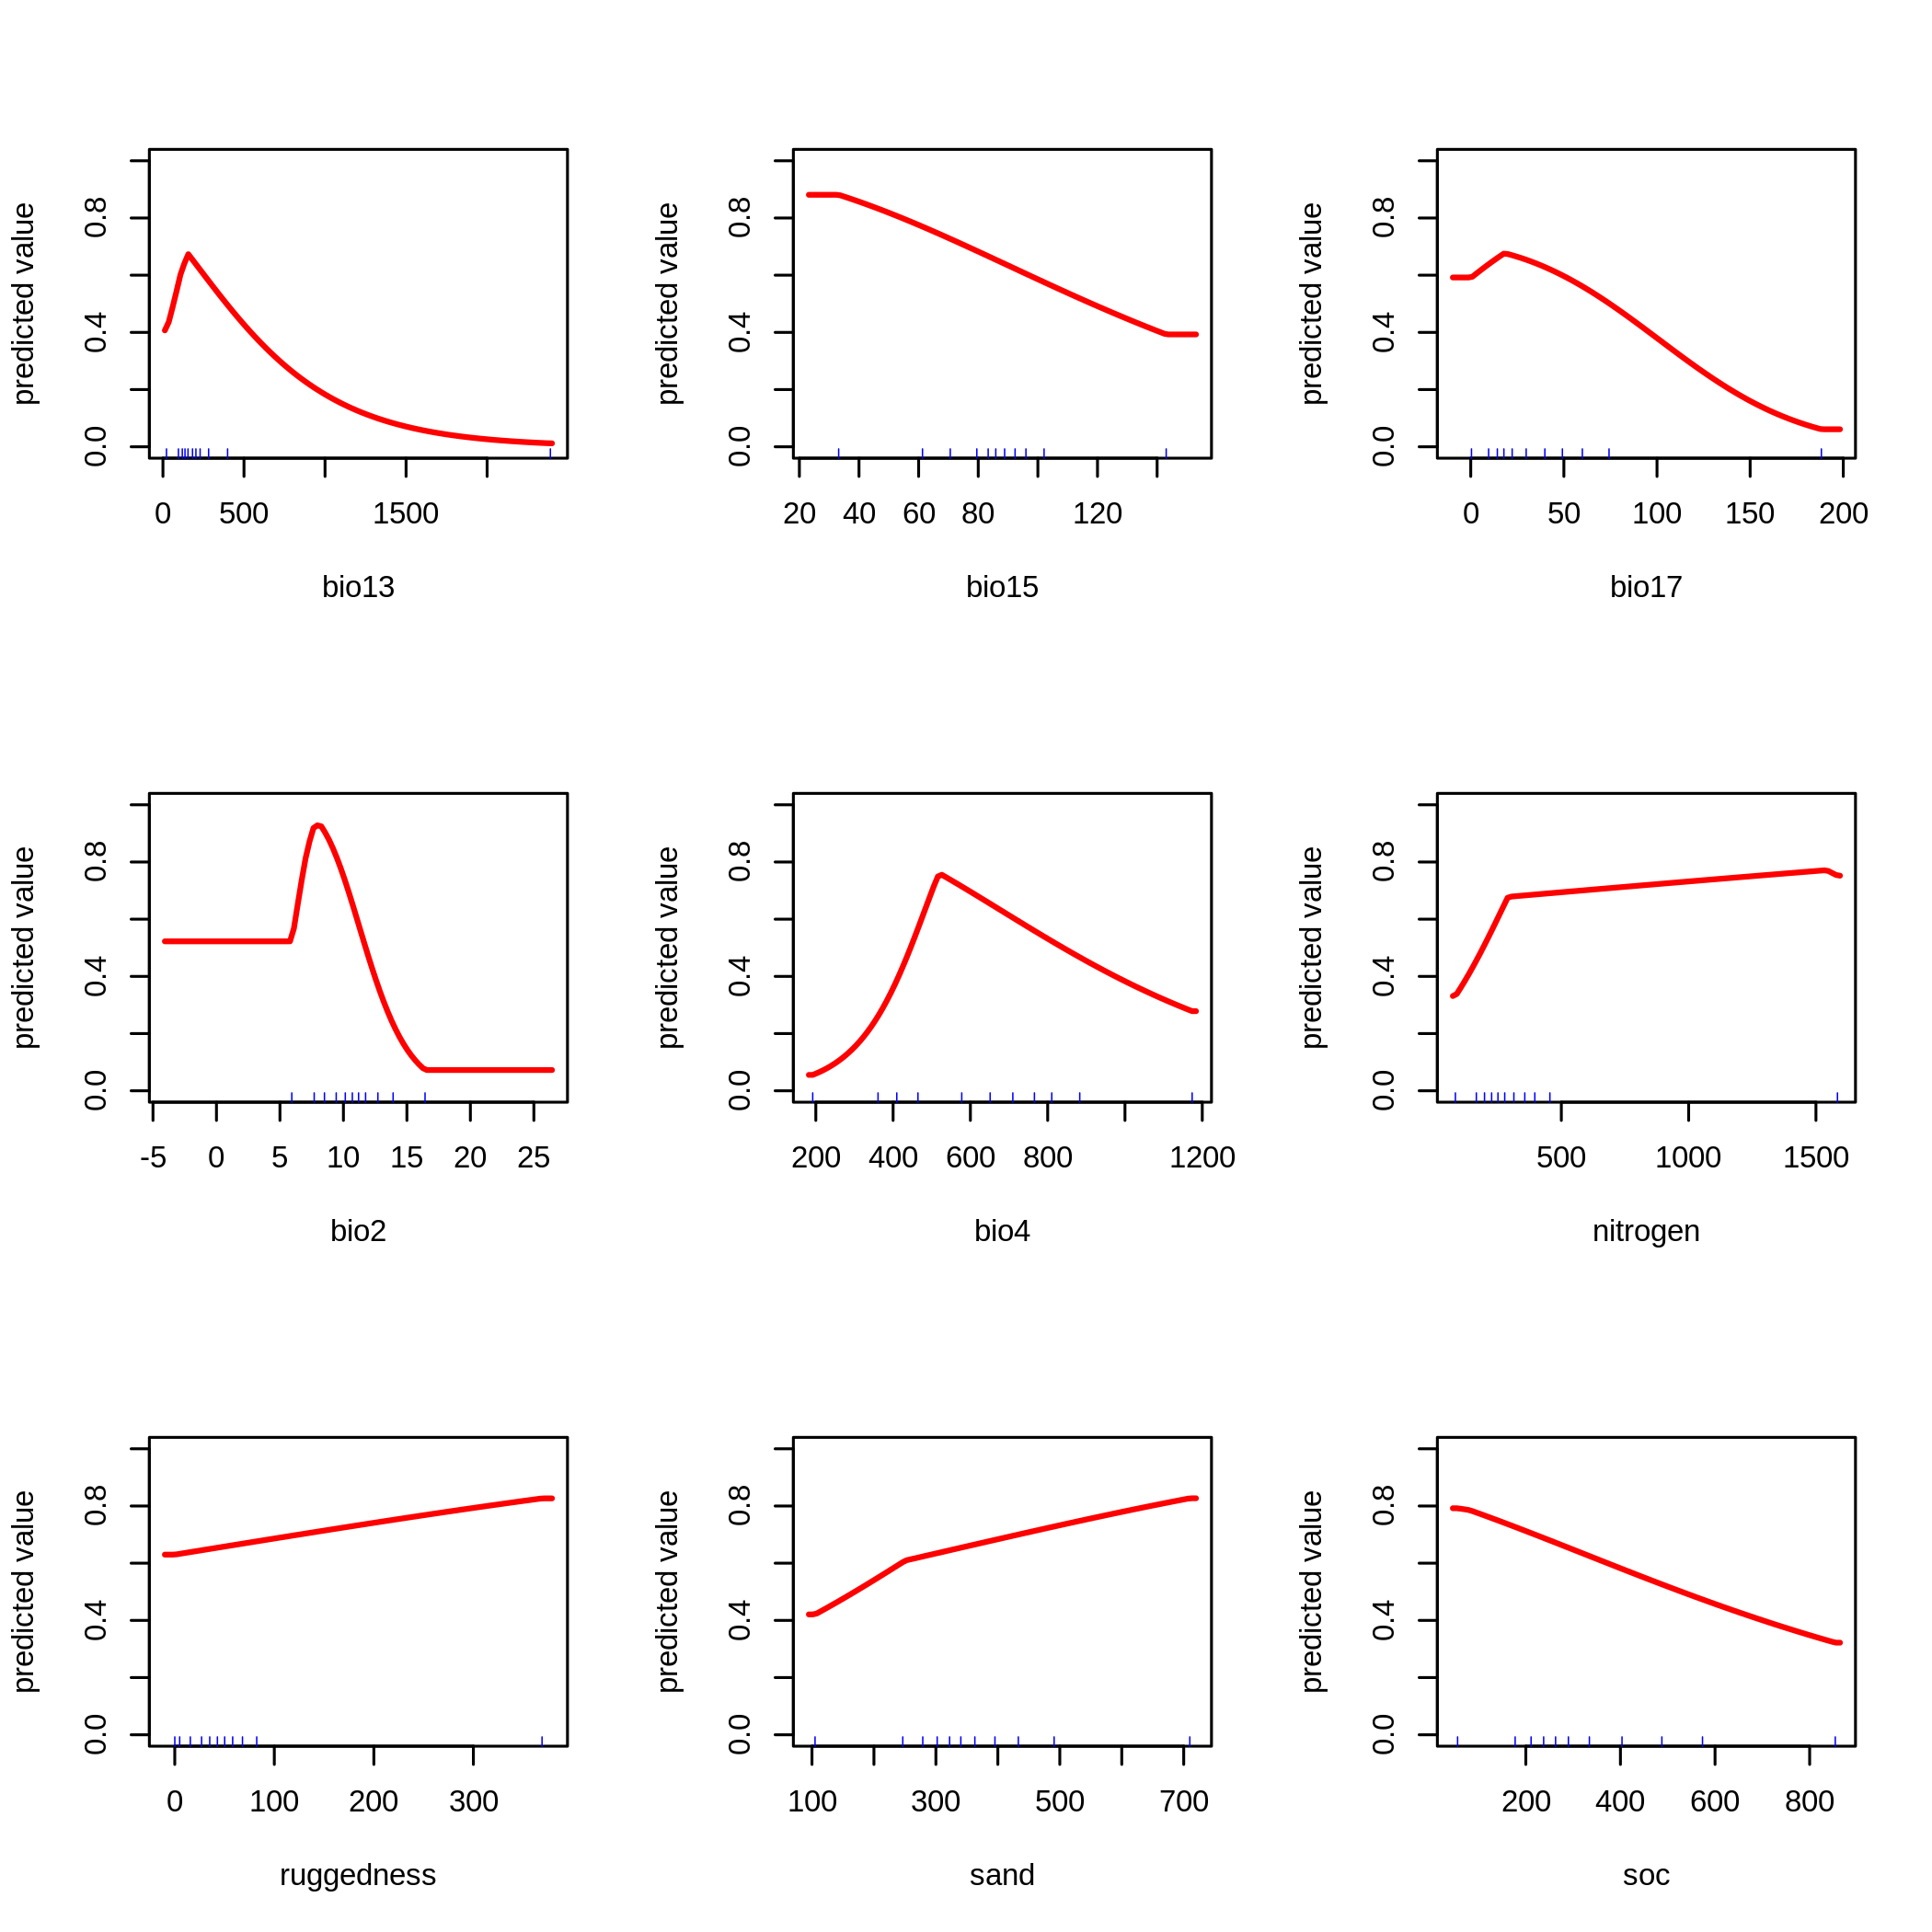 predicted value
0.0 0.4 0.8
0 500 1500
bio13
predicted value
0.0 0.4 0.8
20 40 60 80 120
bio15
predicted value
0.0 0.4 0.8
0 50 100 150 200
bio17
predicted value
0.0 0.4 0.8
-5 0 5 10 15 20 25
bio2
predicted value
0.0 0.4 0.8
200 400 600 800 1200
bio4
predicted value
0.0 0.4 0.8
500 1000 1500
nitrogen
predicted value
0.0 0.4 0.8
0 100 200 300
ruggedness
predicted value
0.0 0.4 0.8
100 300 500 700
sand
predicted value
0.0 0.4 0.8
200 400 600 800
soc